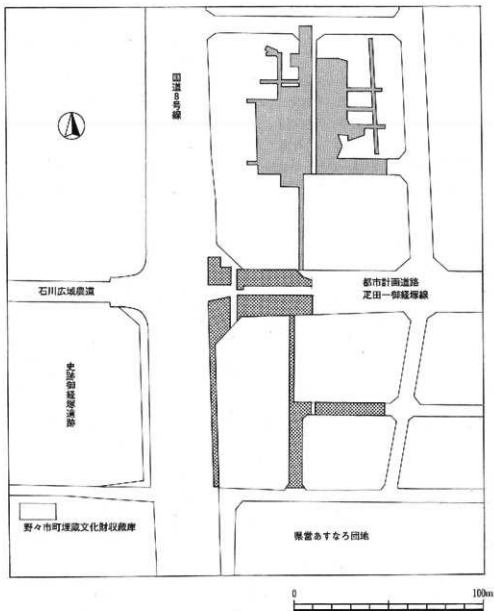 国道8号線
石川広域農道
都市計画道路
疋田ー御経塚線
史跡御経塚遺跡
野々市町埋蔵文化財収蔵庫
県営あすなろ団地
0 100m